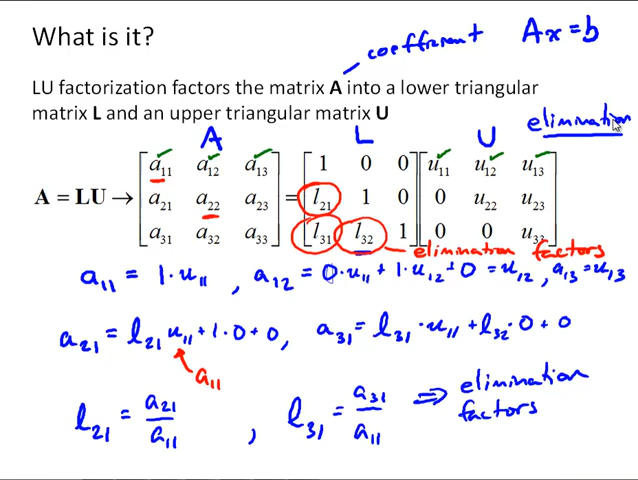 What is it?
coefficient Ax = b
LU factorization factors the matrix A into a lower triangular
matrix L and an upper triangular matrix U
elimination
A L U
A = LU → [a11 a12 a13; a21 a22 a23; a31 a32 a33] = [1 0 0; l21 1 0; l31 l32 1] [u11 u12 u13; 0 u22 u23; 0 0 u33]
elimination factors
a11 = 1·u11 , a12 = 0·u11 + 1·u12 + 0 = u12 , a13 = u13
a21 = l21 u11 + 1·0 + 0 , a31 = l31·u11 + l32·0 + 0
a11
l21 = a21/a11 , l31 = a31/a11 ⇒ elimination
factors